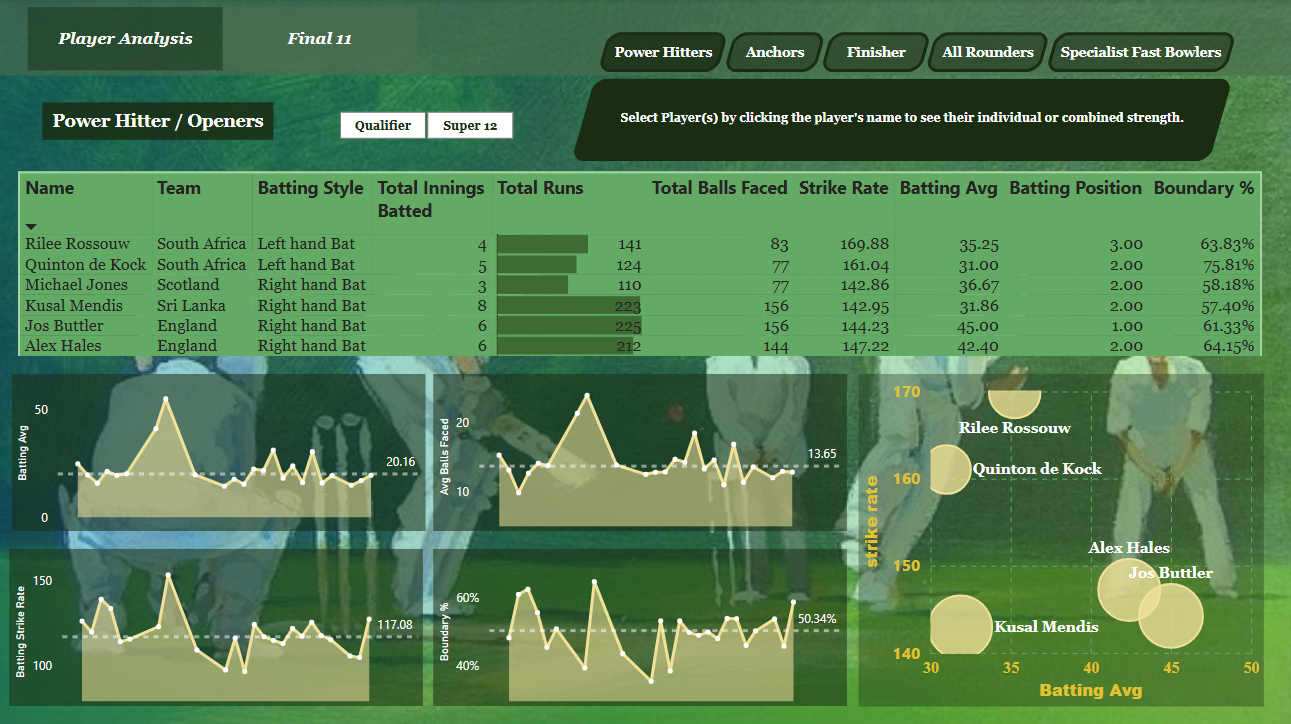 Player Analysis
Final 11
Power Hitters
Anchors
Finisher
All Rounders
Specialist Fast Bowlers
Power Hitter / Openers
Qualifier
Super 12
Select Player(s) by clicking the player's name to see their individual or combined strength.
Name Team Batting Style Total Innings Batted Total Runs Total Balls Faced Strike Rate Batting Avg Batting Position Boundary %
Rilee Rossouw South Africa Left hand Bat 4 141 83 169.88 35.25 3.00 63.83%
Quinton de Kock South Africa Left hand Bat 5 124 77 161.04 31.00 2.00 75.81%
Michael Jones Scotland Right hand Bat 3 110 77 142.86 36.67 2.00 58.18%
Kusal Mendis Sri Lanka Right hand Bat 8 223 156 142.95 31.86 2.00 57.40%
Jos Buttler England Right hand Bat 6 225 156 144.23 45.00 1.00 61.33%
Alex Hales England Right hand Bat 6 212 144 147.22 42.40 2.00 64.15%
Batting Avg
50
0
20.16
Avg Balls Faced
20
10
13.65
Batting Strike Rate
150
100
117.08
Boundary %
60%
40%
50.34%
strike rate
170
160
150
140
Rilee Rossouw
Quinton de Kock
Alex Hales
Jos Buttler
Kusal Mendis
30 35 40 45 50
Batting Avg